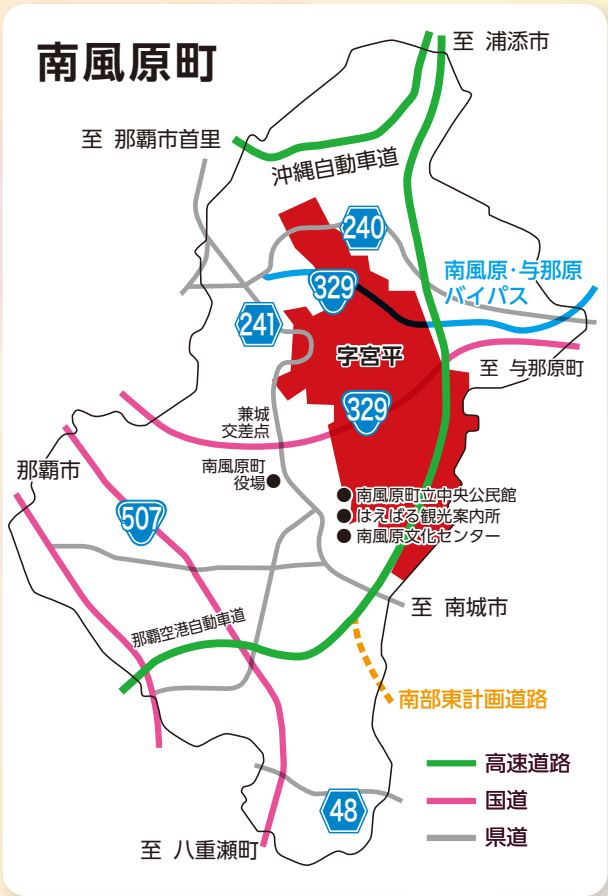 南風原町
至 浦添市
至 那覇市首里
沖縄自動車道
240
南風原・与那原
バイパス
329
241
字宮平
至 与那原町
329
兼城
交差点
那覇市
南風原町
役場
南風原町立中央公民館
はえばる観光案内所
南風原文化センター
507
至 南城市
那覇空港自動車道
南部東計画道路
高速道路
国道
県道
48
至 八重瀬町